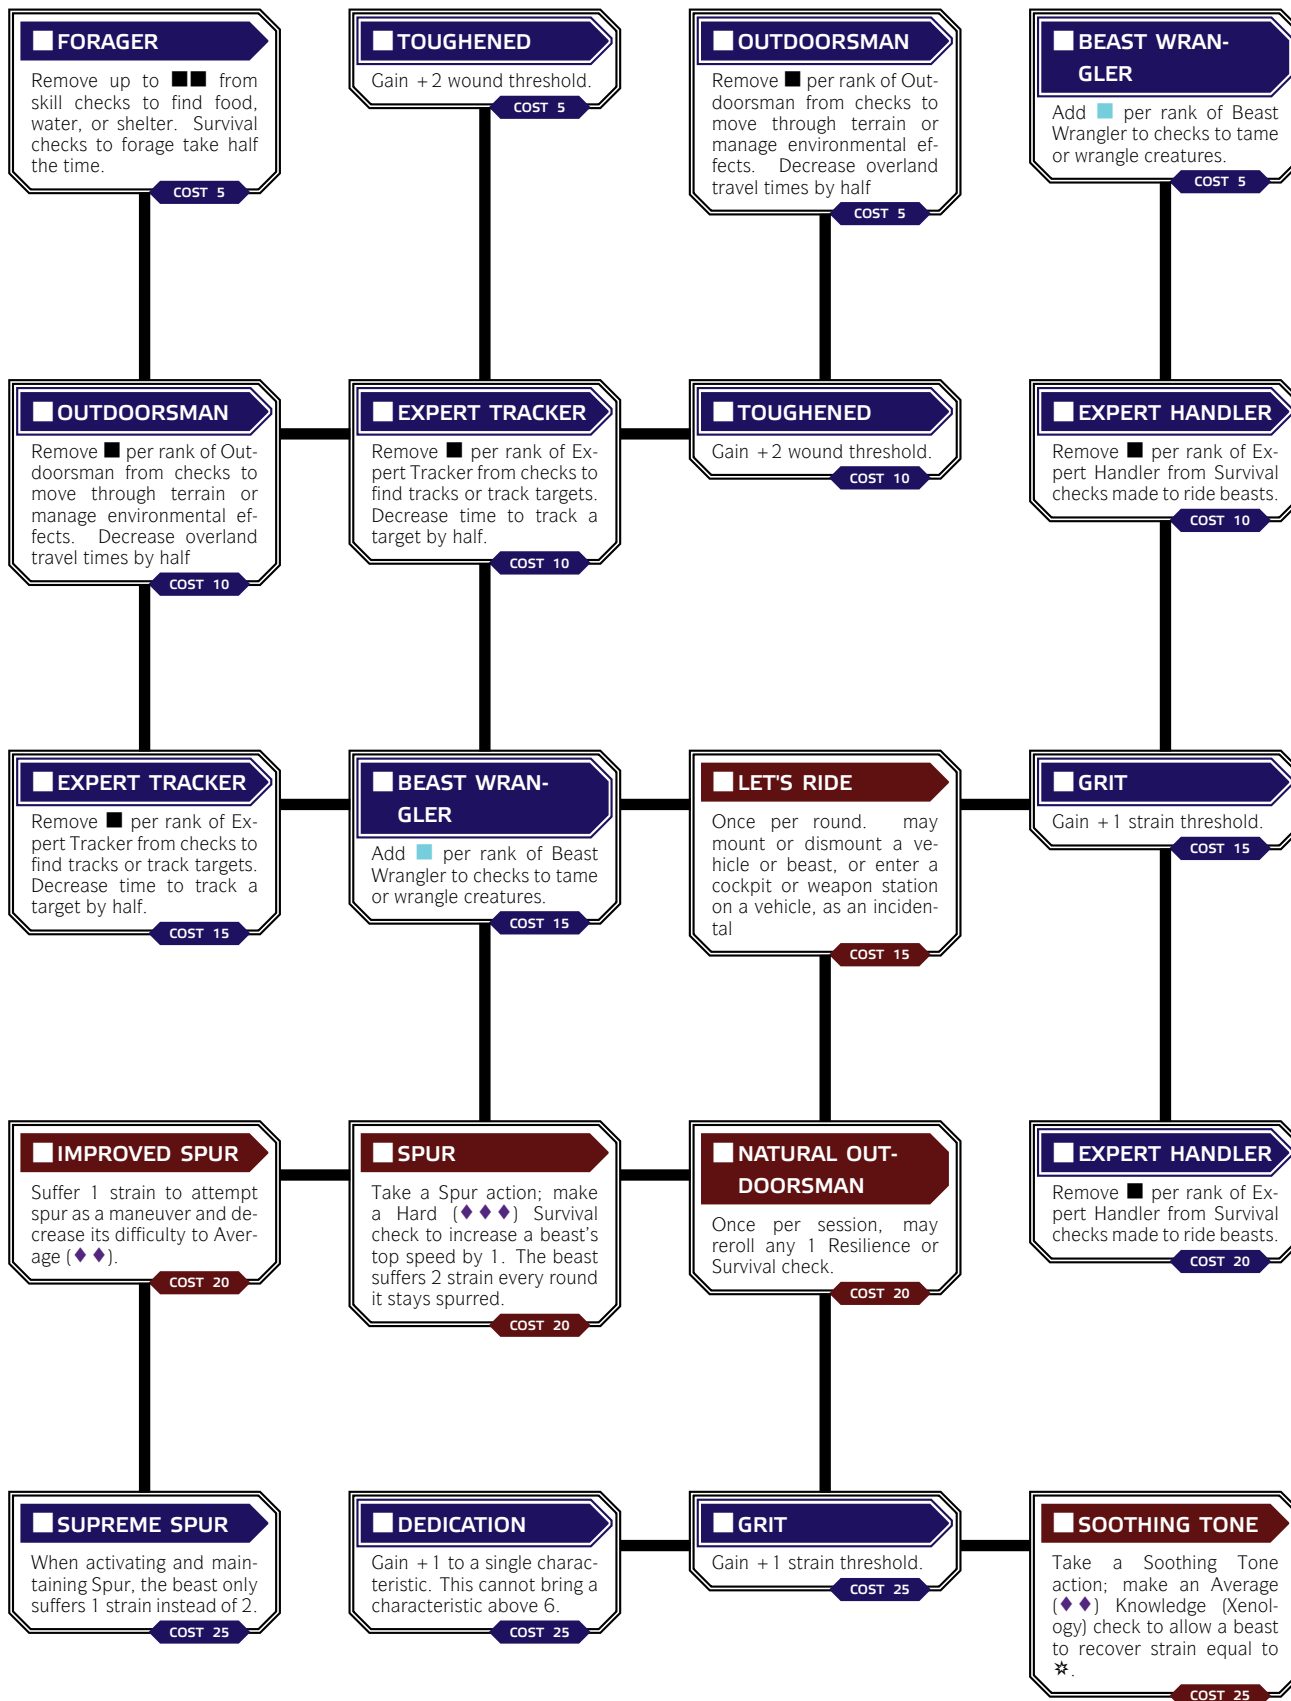 FORAGER
Remove up to ■■ from
skill checks to find food,
water, or shelter. Survival
checks to forage take half
the time.
COST 5
TOUGHENED
Gain +2 wound threshold.
COST 5
OUTDOORSMAN
Remove ■ per rank of Out-
doorsman from checks to
move through terrain or
manage environmental ef-
fects. Decrease overland
travel times by half
COST 5
BEAST WRAN-
GLER
Add ■ per rank of Beast
Wrangler to checks to tame
or wrangle creatures.
COST 5
OUTDOORSMAN
Remove ■ per rank of Out-
doorsman from checks to
move through terrain or
manage environmental ef-
fects. Decrease overland
travel times by half
COST 10
EXPERT TRACKER
Remove ■ per rank of Ex-
pert Tracker from checks to
find tracks or track targets.
Decrease time to track a
target by half.
COST 10
TOUGHENED
Gain +2 wound threshold.
COST 10
EXPERT HANDLER
Remove ■ per rank of Ex-
pert Handler from Survival
checks made to ride beasts.
COST 10
EXPERT TRACKER
Remove ■ per rank of Ex-
pert Tracker from checks to
find tracks or track targets.
Decrease time to track a
target by half.
COST 15
BEAST WRAN-
GLER
Add ■ per rank of Beast
Wrangler to checks to tame
or wrangle creatures.
COST 15
LET'S RIDE
Once per round. may
mount or dismount a ve-
hicle or beast, or enter a
cockpit or weapon station
on a vehicle, as an inciden-
tal
COST 15
GRIT
Gain +1 strain threshold.
COST 15
IMPROVED SPUR
Suffer 1 strain to attempt
spur as a maneuver and de-
crease its difficulty to Aver-
age (♦♦).
COST 20
SPUR
Take a Spur action; make
a Hard (♦♦♦) Survival
check to increase a beast's
top speed by 1. The beast
suffers 2 strain every round
it stays spurred.
COST 20
NATURAL OUT-
DOORSMAN
Once per session, may
reroll any 1 Resilience or
Survival check.
COST 20
EXPERT HANDLER
Remove ■ per rank of Ex-
pert Handler from Survival
checks made to ride beasts.
COST 20
SUPREME SPUR
When activating and main-
taining Spur, the beast only
suffers 1 strain instead of 2.
COST 25
DEDICATION
Gain +1 to a single charac-
teristic. This cannot bring a
characteristic above 6.
COST 25
GRIT
Gain +1 strain threshold.
COST 25
SOOTHING TONE
Take a Soothing Tone
action; make an Average
(♦♦) Knowledge (Xenol-
ogy) check to allow a beast
to recover strain equal to
✲.
COST 25